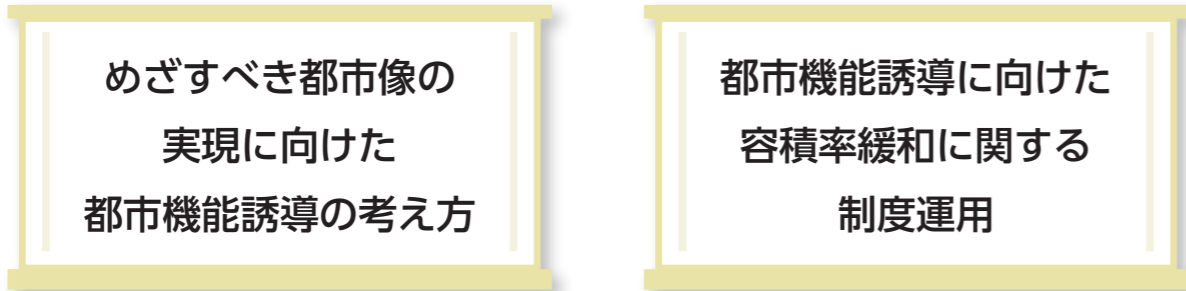 めざすべき都市像の
実現に向けた
都市機能誘導の考え方
都市機能誘導に向けた
容積率緩和に関する
制度運用